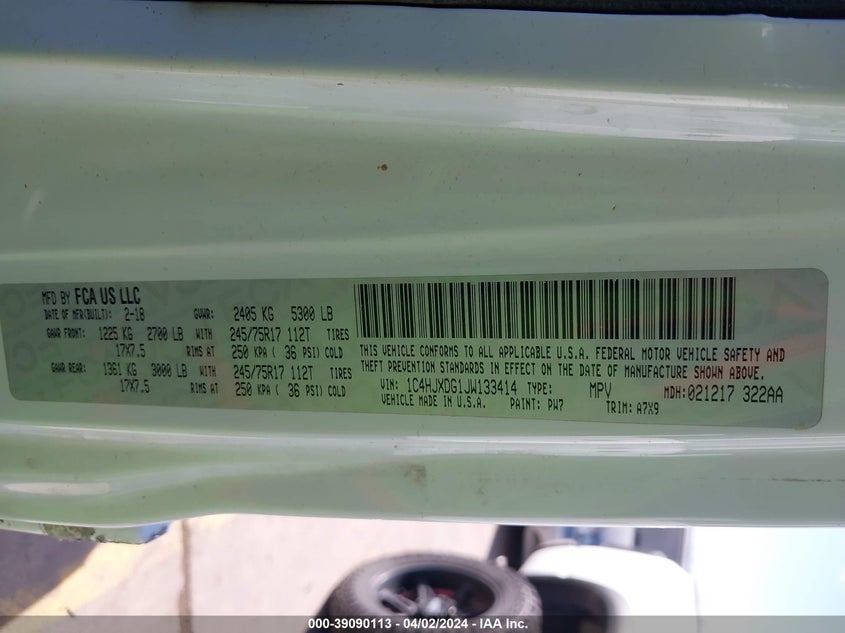 MFD BY FCA US LLC
DATE OF MFR(BUILT): 2-18 GVWR: 2405 KG 5300 LB
GAWR FRONT: 1225 KG 2700 LB WITH 245/75R17 112T TIRES
17X7.5 RIMS AT 250 KPA ( 36 PSI) COLD
GAWR REAR: 1361 KG 3000 LB WITH 245/75R17 112T TIRES
17X7.5 RIMS AT 250 KPA ( 36 PSI) COLD
THIS VEHICLE CONFORMS TO ALL APPLICABLE U.S.A. FEDERAL MOTOR VEHICLE SAFETY AND
THEFT PREVENTION STANDARDS IN EFFECT ON THE DATE OF MANUFACTURE SHOWN ABOVE.
VIN: 1C4HJXDG1JW133414 TYPE: MPV MDH:021217 322AA
VEHICLE MADE IN U.S.A. PAINT: PW7 TRIM: A7X9
000-39090113 - 04/02/2024 - IAA Inc.